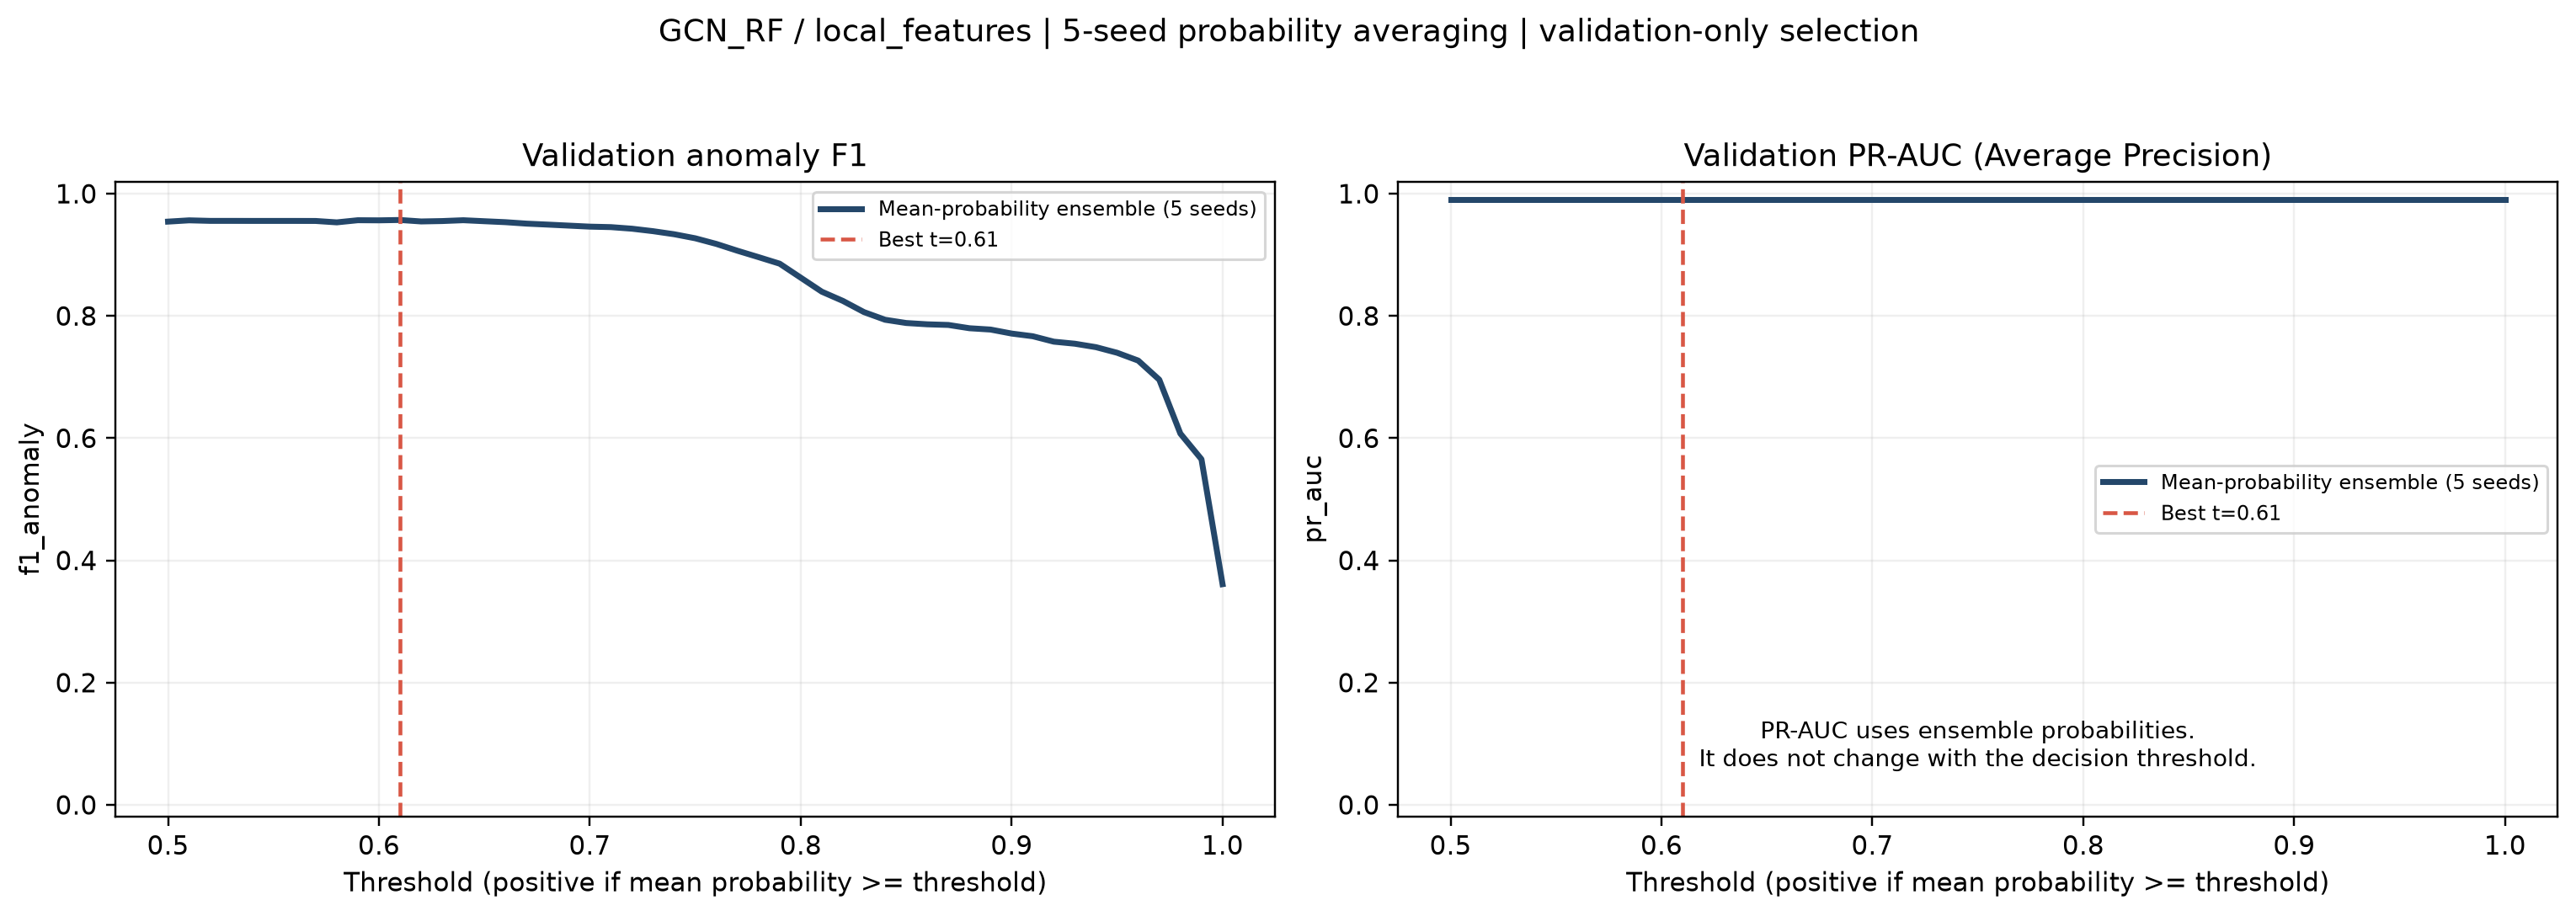 GCN_RF / local_features | 5-seed probability averaging | validation-only selection
Validation anomaly F1
1.0
0.8
0.6
0.4
0.2
0.0
f1_anomaly
Mean-probability ensemble (5 seeds)
Best t=0.61
0.5 0.6 0.7 0.8 0.9 1.0
Threshold (positive if mean probability >= threshold)
Validation PR-AUC (Average Precision)
1.0
0.8
0.6
0.4
0.2
0.0
pr_auc
Mean-probability ensemble (5 seeds)
Best t=0.61
PR-AUC uses ensemble probabilities.
It does not change with the decision threshold.
0.5 0.6 0.7 0.8 0.9 1.0
Threshold (positive if mean probability >= threshold)